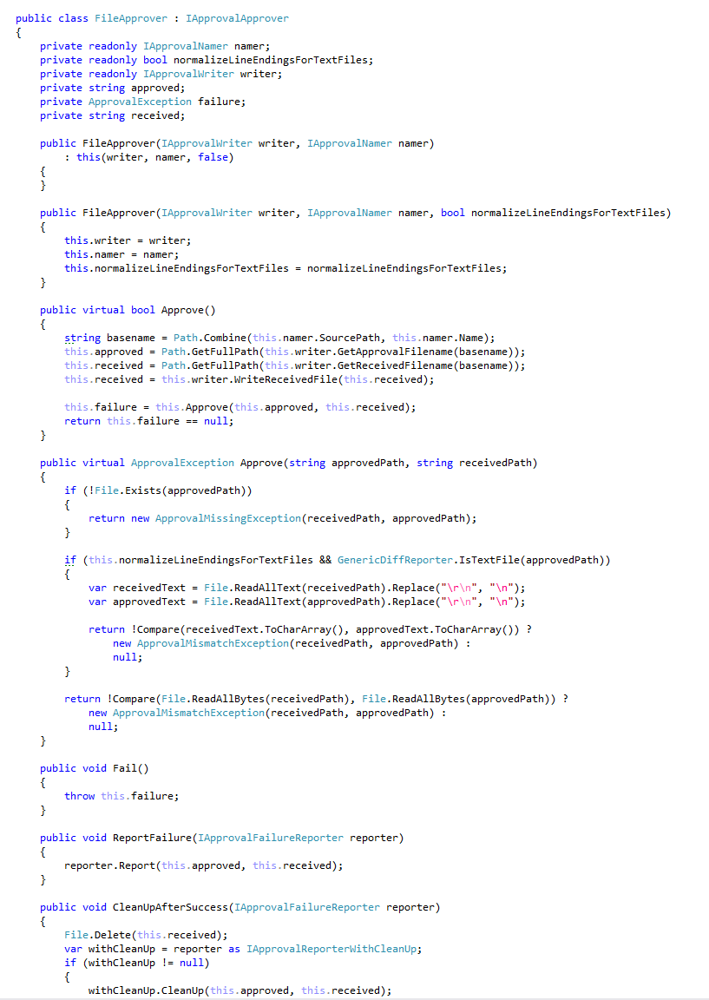 public class FileApprover : IApprovalApprover
{
    private readonly IApprovalNamer namer;
    private readonly bool normalizeLineEndingsForTextFiles;
    private readonly IApprovalWriter writer;
    private string approved;
    private ApprovalException failure;
    private string received;

    public FileApprover(IApprovalWriter writer, IApprovalNamer namer)
        : this(writer, namer, false)
    {
    }

    public FileApprover(IApprovalWriter writer, IApprovalNamer namer, bool normalizeLineEndingsForTextFiles)
    {
        this.writer = writer;
        this.namer = namer;
        this.normalizeLineEndingsForTextFiles = normalizeLineEndingsForTextFiles;
    }

    public virtual bool Approve()
    {
        string basename = Path.Combine(this.namer.SourcePath, this.namer.Name);
        this.approved = Path.GetFullPath(this.writer.GetApprovalFilename(basename));
        this.received = Path.GetFullPath(this.writer.GetReceivedFilename(basename));
        this.received = this.writer.WriteReceivedFile(this.received);

        this.failure = this.Approve(this.approved, this.received);
        return this.failure == null;
    }

    public virtual ApprovalException Approve(string approvedPath, string receivedPath)
    {
        if (!File.Exists(approvedPath))
        {
            return new ApprovalMissingException(receivedPath, approvedPath);
        }

        if (this.normalizeLineEndingsForTextFiles && GenericDiffReporter.IsTextFile(approvedPath))
        {
            var receivedText = File.ReadAllText(receivedPath).Replace("\r\n", "\n");
            var approvedText = File.ReadAllText(approvedPath).Replace("\r\n", "\n");

            return !Compare(receivedText.ToCharArray(), approvedText.ToCharArray()) ?
                new ApprovalMismatchException(receivedPath, approvedPath) :
                null;
        }

        return !Compare(File.ReadAllBytes(receivedPath), File.ReadAllBytes(approvedPath)) ?
            new ApprovalMismatchException(receivedPath, approvedPath) :
            null;
    }

    public void Fail()
    {
        throw this.failure;
    }

    public void ReportFailure(IApprovalFailureReporter reporter)
    {
        reporter.Report(this.approved, this.received);
    }

    public void CleanUpAfterSuccess(IApprovalFailureReporter reporter)
    {
        File.Delete(this.received);
        var withCleanUp = reporter as IApprovalReporterWithCleanUp;
        if (withCleanUp != null)
        {
            withCleanUp.CleanUp(this.approved, this.received);